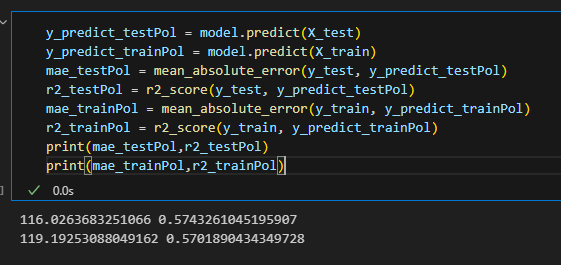 y_predict_testPol = model.predict(X_test)
y_predict_trainPol = model.predict(X_train)
mae_testPol = mean_absolute_error(y_test, y_predict_testPol)
r2_testPol = r2_score(y_test, y_predict_testPol)
mae_trainPol = mean_absolute_error(y_train, y_predict_trainPol)
r2_trainPol = r2_score(y_train, y_predict_trainPol)
print(mae_testPol,r2_testPol)
print(mae_trainPol,r2_trainPol)
] ✓ 0.0s
116.0263683251066 0.5743261045195907
119.19253088049162 0.5701890434349728